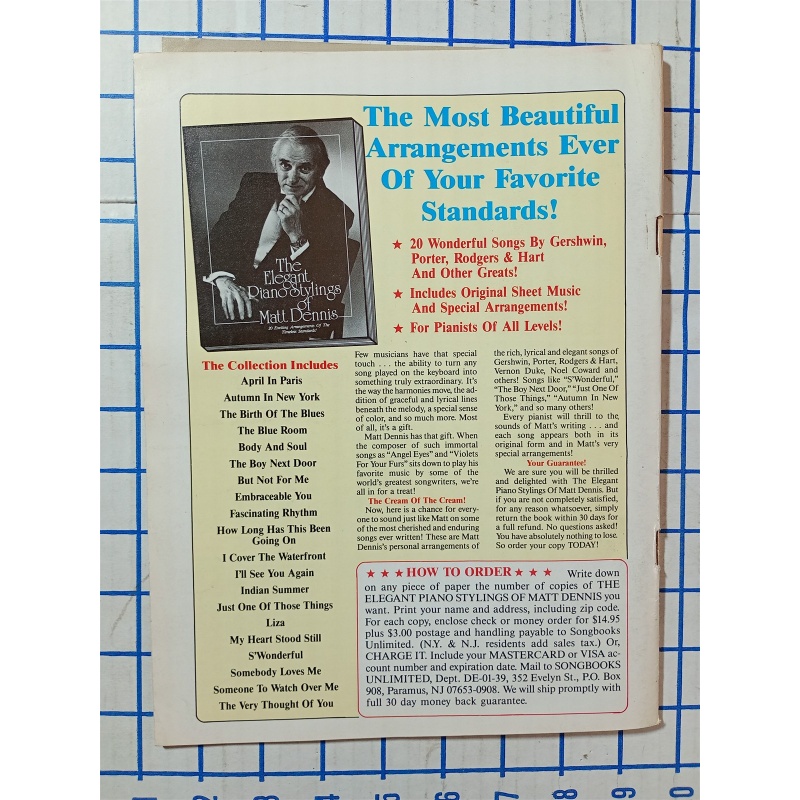 The Most Beautiful
Arrangements Ever
Of Your Favorite
Standards!
★ 20 Wonderful Songs By Gershwin,
Porter, Rodgers & Hart
And Other Greats!
★ Includes Original Sheet Music
And Special Arrangements!
★ For Pianists Of All Levels!
The
Elegant
Piano Stylings
of
Matt Dennis
20 Exciting Arrangements Of The
Timeless Standards!
The Collection Includes
April In Paris
Autumn In New York
The Birth Of The Blues
The Blue Room
Body And Soul
The Boy Next Door
But Not For Me
Embraceable You
Fascinating Rhythm
How Long Has This Been
Going On
I Cover The Waterfront
I'll See You Again
Indian Summer
Just One Of Those Things
Liza
My Heart Stood Still
S'Wonderful
Somebody Loves Me
Someone To Watch Over Me
The Very Thought Of You
Few musicians have that special
touch . . . the ability to turn any
song played on the keyboard into
something truly extraordinary. It's
the way the harmonies move, the ad-
dition of graceful and lyrical lines
beneath the melody, a special sense
of color, and so much more. Most
of all, it's a gift.
Matt Dennis has that gift. When
the composer of such immortal
songs as "Angel Eyes" and "Violets
For Your Furs" sits down to play his
favorite music by some of the
world's greatest songwriters, we're
all in for a treat!
The Cream Of The Cream!
Now, here is a chance for every-
one to sound just like Matt on some
of the most cherished and enduring
songs ever written! These are Matt
Dennis's personal arrangements of
the rich, lyrical and elegant songs of
Gershwin, Porter, Rodgers & Hart,
Vernon Duke, Noel Coward and
others! Songs like "S'Wonderful,"
"The Boy Next Door," "Just One Of
Those Things," "Autumn In New
York," and so many others!
Every pianist will thrill to the
sounds of Matt's writing . . . and
each song appears both in its
original form and in Matt's very
special arrangements!
Your Guarantee!
We are sure you will be thrilled
and delighted with The Elegant
Piano Stylings Of Matt Dennis. But
if you are not completely satisfied,
for any reason whatsoever, simply
return the book within 30 days for
a full refund. No questions asked!
You have absolutely nothing to lose.
So order your copy TODAY!
★ ★ ★ HOW TO ORDER ★ ★ ★ Write down
on any piece of paper the number of copies of THE
ELEGANT PIANO STYLINGS OF MATT DENNIS you
want. Print your name and address, including zip code.
For each copy, enclose check or money order for $14.95
plus $3.00 postage and handling payable to Songbooks
Unlimited. (N.Y. & N.J. residents add sales tax.) Or,
CHARGE IT. Include your MASTERCARD or VISA ac-
count number and expiration date. Mail to SONGBOOKS
UNLIMITED, Dept. DE-01-39, 352 Evelyn St., P.O. Box
908, Paramus, NJ 07653-0908. We will ship promptly with
full 30 day money back guarantee.
1 2 3 4 5 6 7 8 9 0